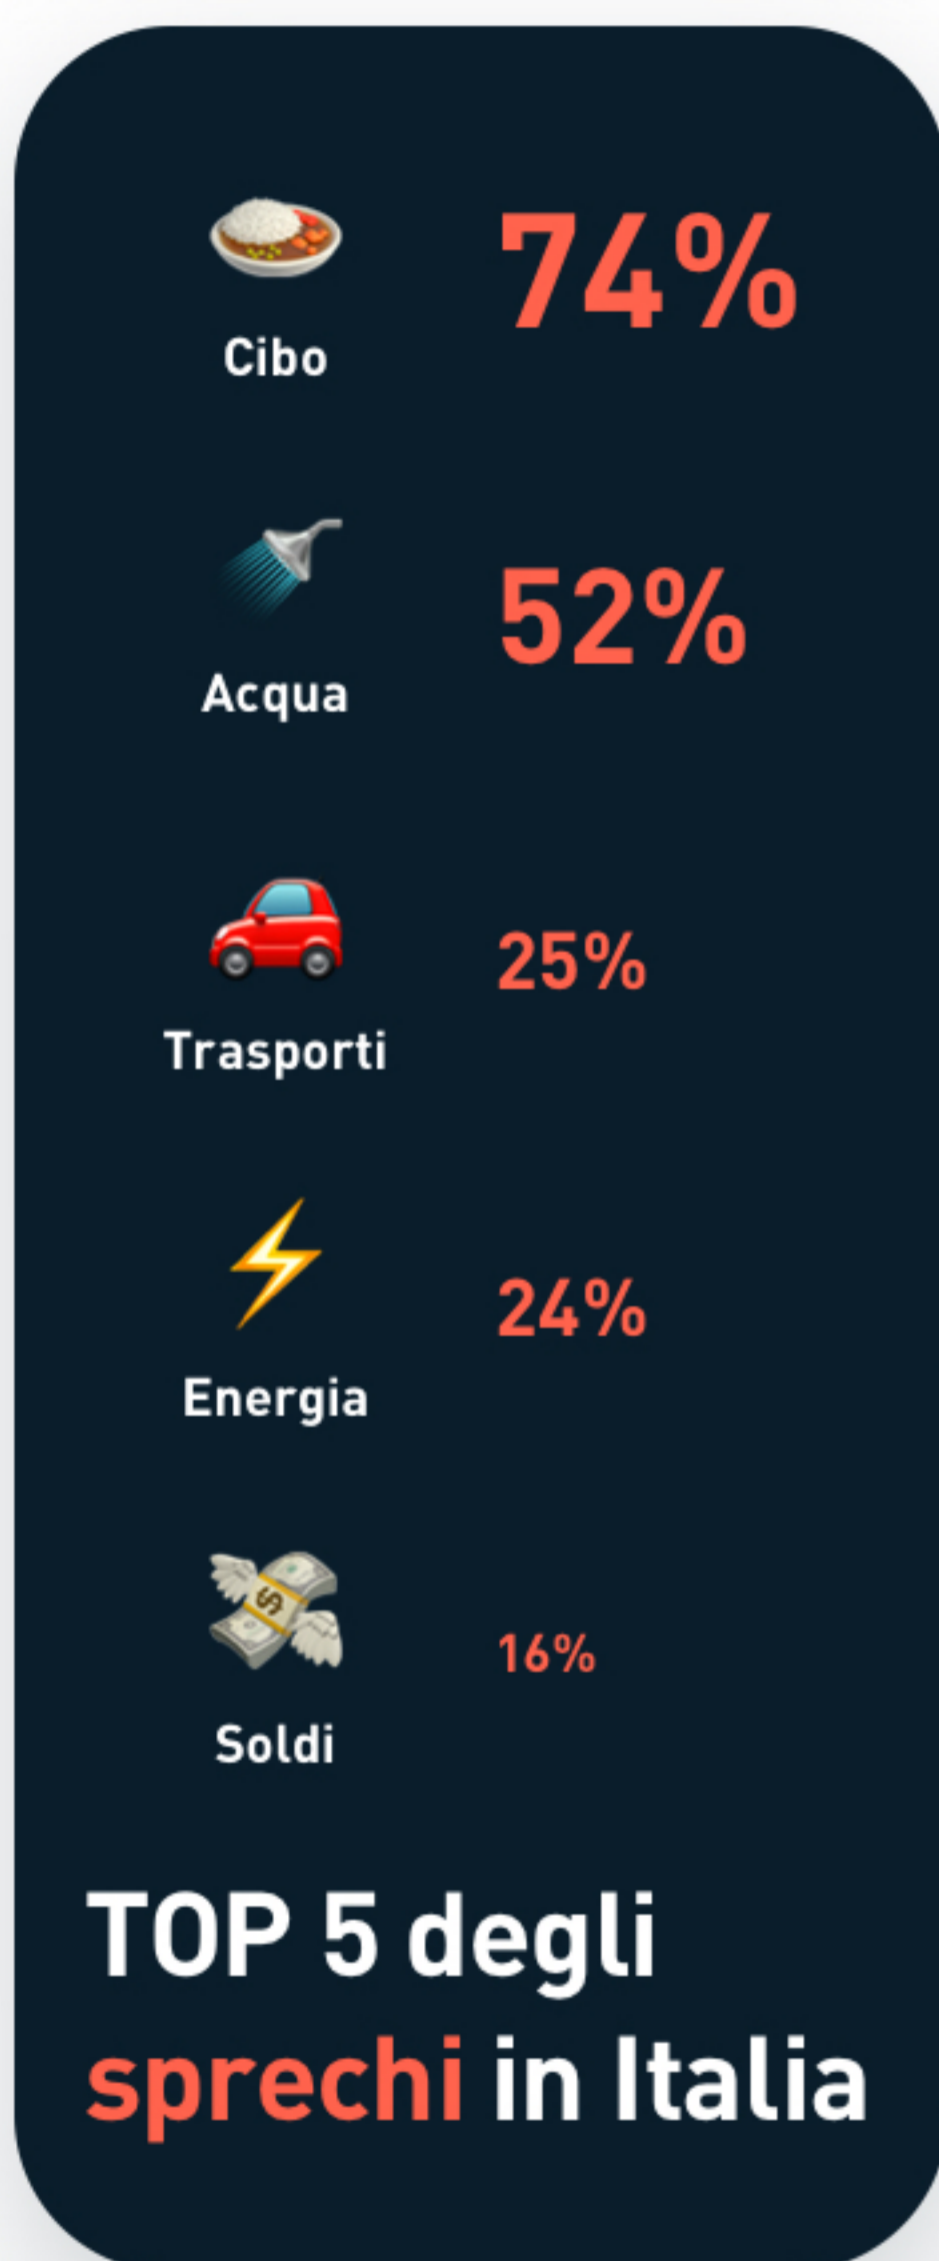 74%
Cibo
52%
Acqua
25%
Trasporti
24%
Energia
16%
Soldi
TOP 5 degli
sprechi in Italia